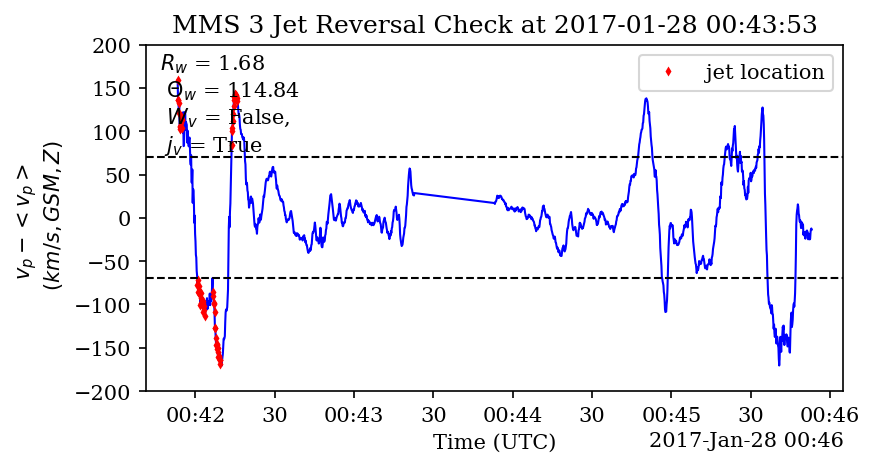 MMS 3 Jet Reversal Check at 2017-01-28 00:43:53
R_w = 1.68
Θ_w = 114.84
W_v = False,
j_v = True
jet location
v_p − < v_p >
(km/s, GSM, Z)
200
150
100
50
0
−50
−100
−150
−200
00:42 30 00:43 30 00:44 30 00:45 30 00:46
Time (UTC)
2017-Jan-28 00:46